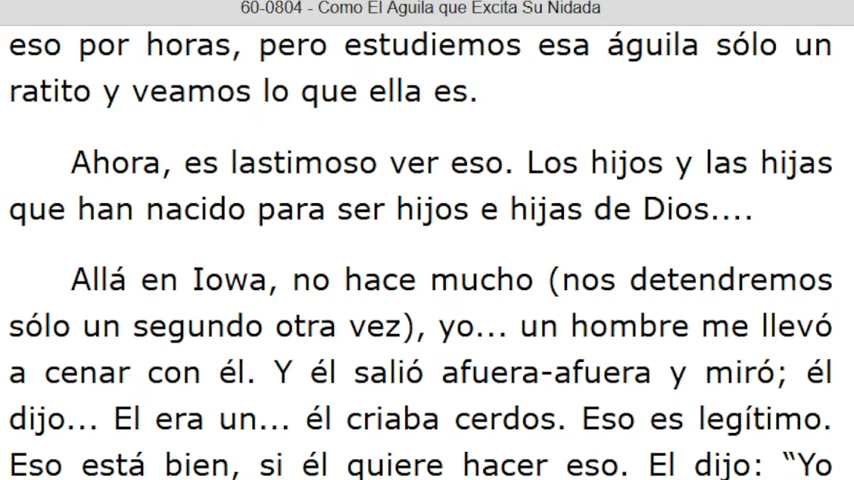 60-0804 - Como El Aguila que Excita Su Nidada
eso por horas, pero estudiemos esa águila sólo un
ratito y veamos lo que ella es.
Ahora, es lastimoso ver eso. Los hijos y las hijas
que han nacido para ser hijos e hijas de Dios....
Allá en Iowa, no hace mucho (nos detendremos
sólo un segundo otra vez), yo... un hombre me llevó
a cenar con él. Y él salió afuera-afuera y miró; él
dijo... El era un... él criaba cerdos. Eso es legítimo.
Eso está bien, si él quiere hacer eso. El dijo: “Yo